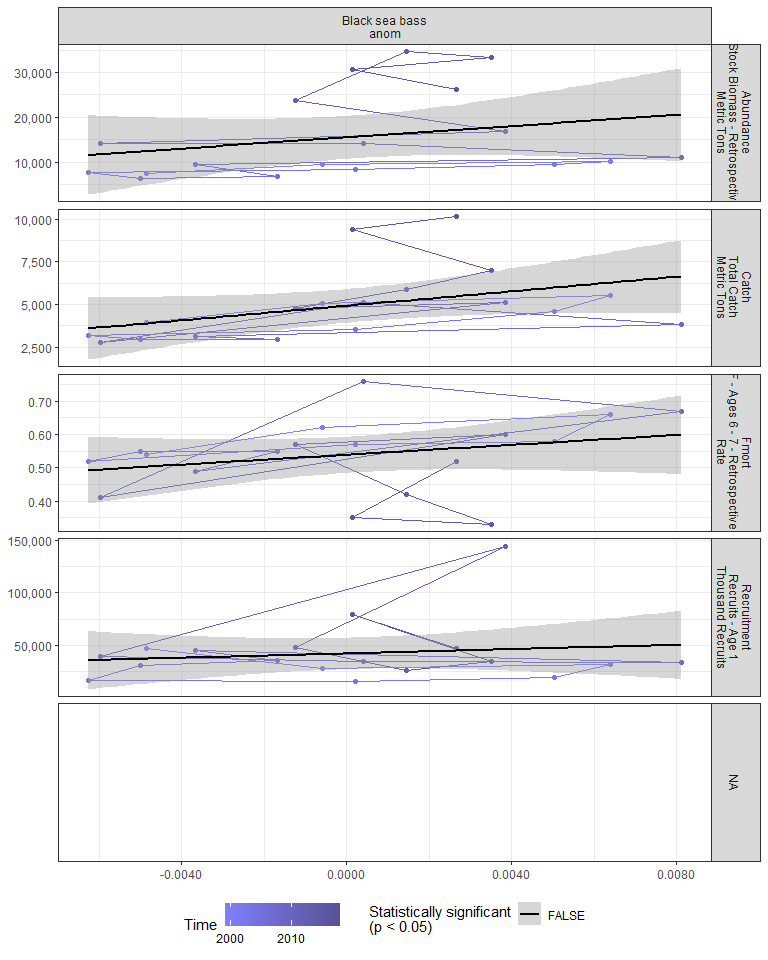 Black sea bass
anom
30,000
20,000
10,000
Abundance
Stock Biomass - Retrospectiv
Metric Tons
10,000
7,500
5,000
2,500
Catch
Total Catch
Metric Tons
0.70
0.60
0.50
0.40
Fmort
- Ages 6 - 7 - Retrospective
Rate
150,000
100,000
50,000
Recruitment
Recruits - Age 1
Thousand Recruits
NA
-0.0040
0.0000
0.0040
0.0080
Time
2000
2010
Statistically significant
(p < 0.05)
FALSE